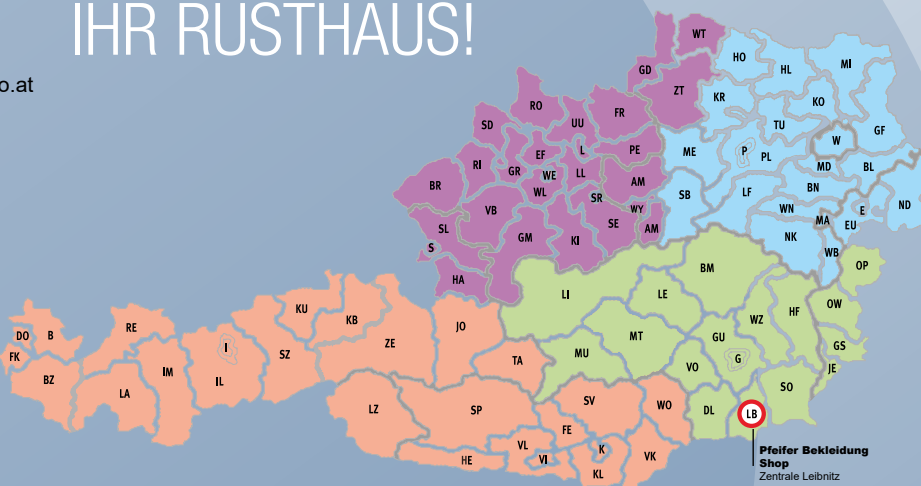 IHR RUSTHAUS!
o.at
WT
HO
HL
MI
GD
ZT
KR
KO
RO
FR
UU
SD
TU
GF
W
EF
L
PE
ME
P
PL
RI
GR
WE
LL
MD
BL
BR
WL
AM
SB
LF
BN
VB
SR
WY
WN
MA
E
ND
SL
GM
KI
SE
AM
NK
EU
S
WB
HA
LI
LE
BM
OP
KU
KB
JO
WZ
HF
OW
DO
B
RE
I
ZE
MT
GU
GS
FK
SZ
TA
MU
VO
G
JE
BZ
LA
IM
IL
SO
LZ
SP
SV
WO
DL
LB
FE
VL
K
HE
VI
KL
VK
Pfeifer Bekleidung
Shop
Zentrale Leibnitz